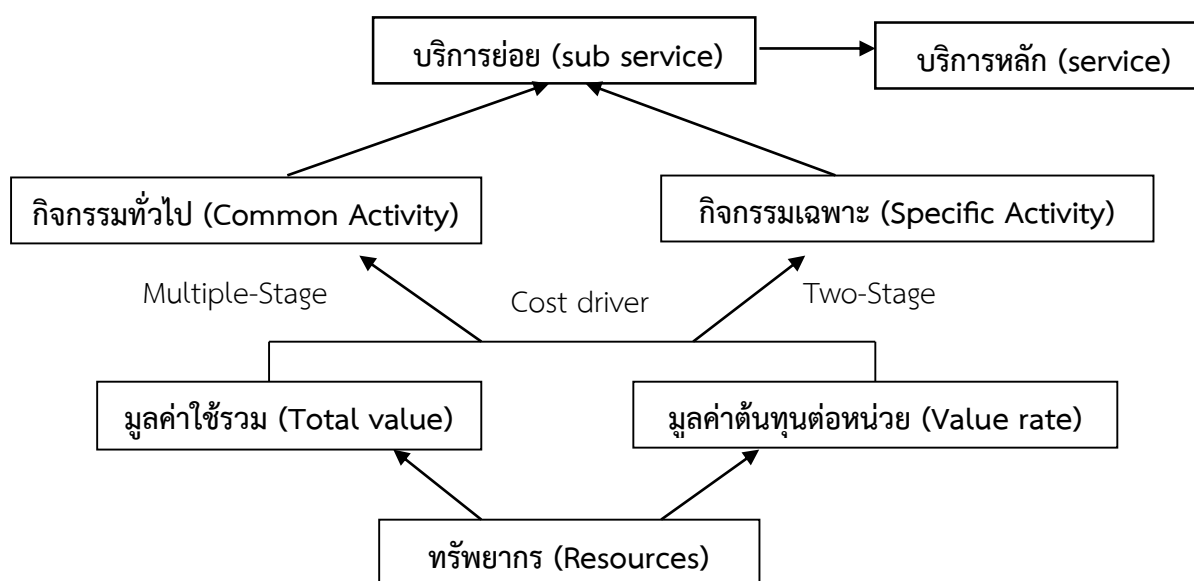 บริการย่อย (sub service)
บริการหลัก (service)
กิจกรรมทั่วไป (Common Activity)
กิจกรรมเฉพาะ (Specific Activity)
Multiple-Stage
Cost driver
Two-Stage
มูลค่าใช้รวม (Total value)
มูลค่าต้นทุนต่อหน่วย (Value rate)
ทรัพยากร (Resources)